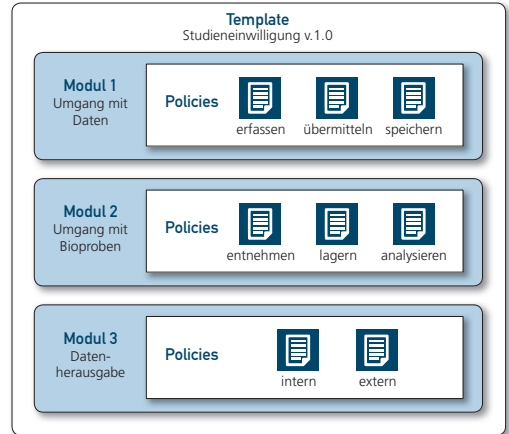 Template
Studieneinwilligung v.1.0
Modul 1
Umgang mit
Daten
Policies
erfassen übermitteln speichern
Modul 2
Umgang mit
Bioproben
Policies
entnehmen lagern analysieren
Modul 3
Daten-
herausgabe
Policies
intern extern